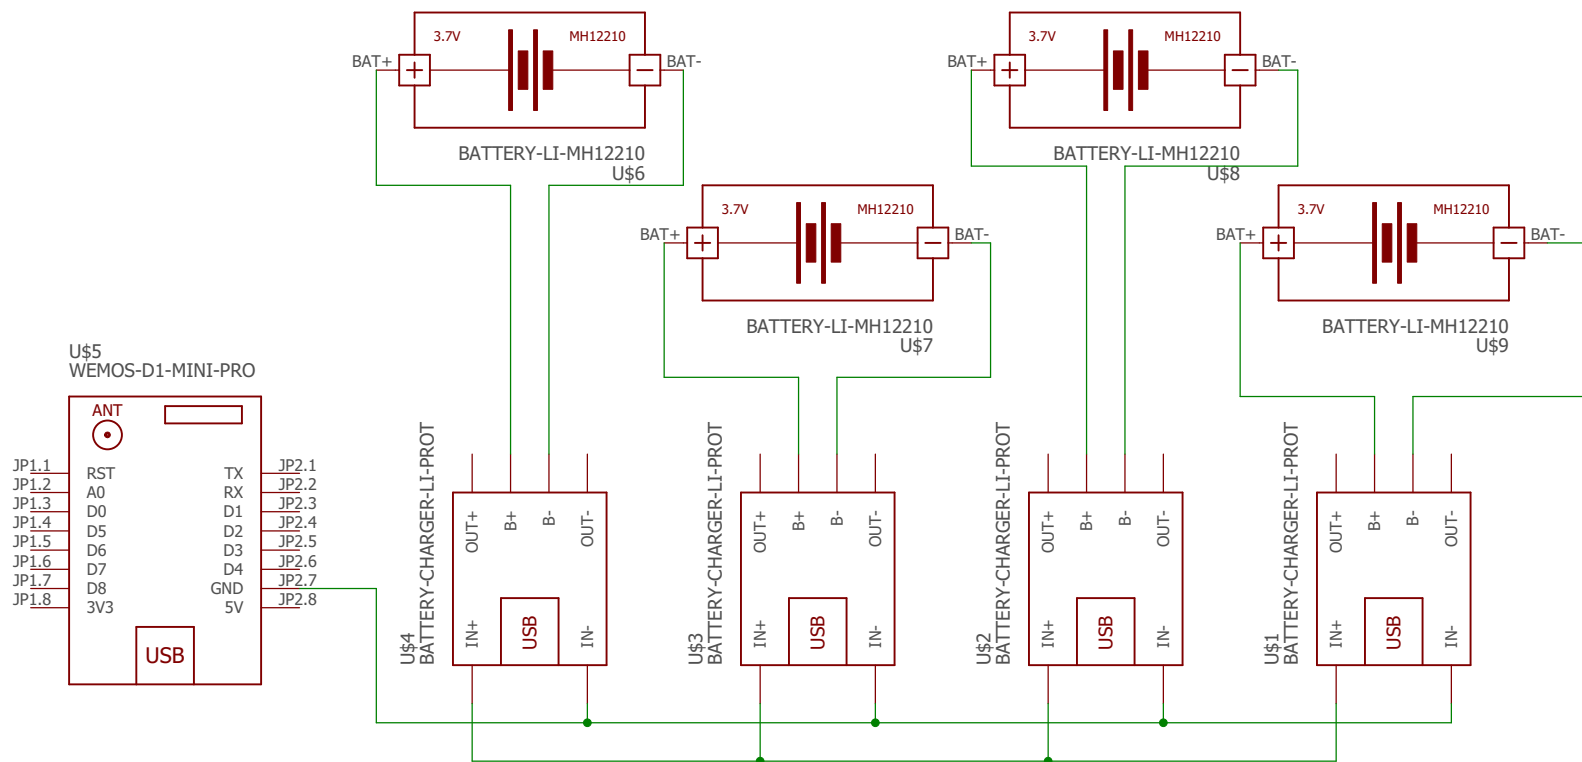 3.7V
MH12210
BAT+
BAT-
BATTERY-LI-MH12210
U$6
3.7V
MH12210
BAT+
BAT-
BATTERY-LI-MH12210
U$8
3.7V
MH12210
BAT+
BAT-
BATTERY-LI-MH12210
U$7
3.7V
MH12210
BAT+
BAT-
BATTERY-LI-MH12210
U$9
U$5
WEMOS-D1-MINI-PRO
ANT
JP1.1 RST TX JP2.1
JP1.2 A0 RX JP2.2
JP1.3 D0 D1 JP2.3
JP1.4 D5 D2 JP2.4
JP1.5 D6 D3 JP2.5
JP1.6 D7 D4 JP2.6
JP1.7 D8 GND JP2.7
JP1.8 3V3 5V JP2.8
USB
U$4
BATTERY-CHARGER-LI-PROT
OUT+ B+ B- OUT-
IN+ USB IN-
U$3
BATTERY-CHARGER-LI-PROT
OUT+ B+ B- OUT-
IN+ USB IN-
U$2
BATTERY-CHARGER-LI-PROT
OUT+ B+ B- OUT-
IN+ USB IN-
U$1
BATTERY-CHARGER-LI-PROT
OUT+ B+ B- OUT-
IN+ USB IN-